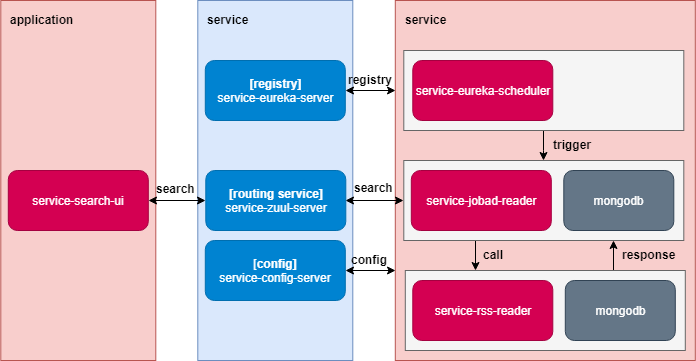 application
service
service
[registry]
service-eureka-server
registry
service-eureka-scheduler
trigger
service-search-ui
search
[routing service]
service-zuul-server
search
service-jobad-reader
mongodb
[config]
service-config-server
config
call
response
service-rss-reader
mongodb